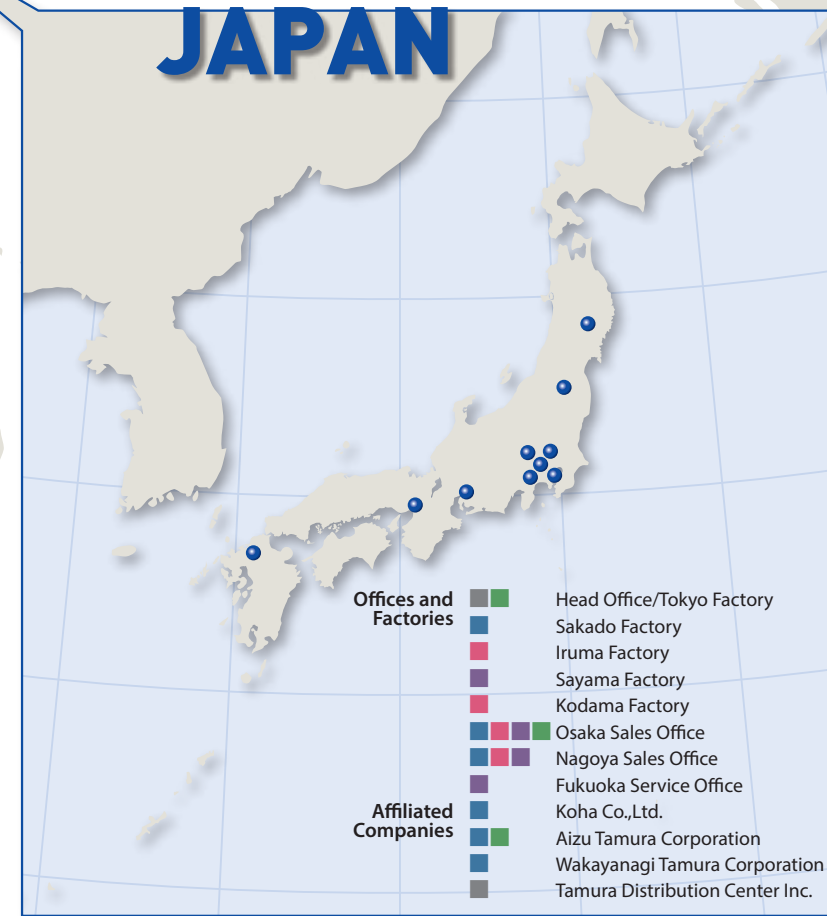 JAPAN
Offices and
Factories
Head Office/Tokyo Factory
Sakado Factory
Iruma Factory
Sayama Factory
Kodama Factory
Osaka Sales Office
Nagoya Sales Office
Fukuoka Service Office
Affiliated
Companies
Koha Co.,Ltd.
Aizu Tamura Corporation
Wakayanagi Tamura Corporation
Tamura Distribution Center Inc.